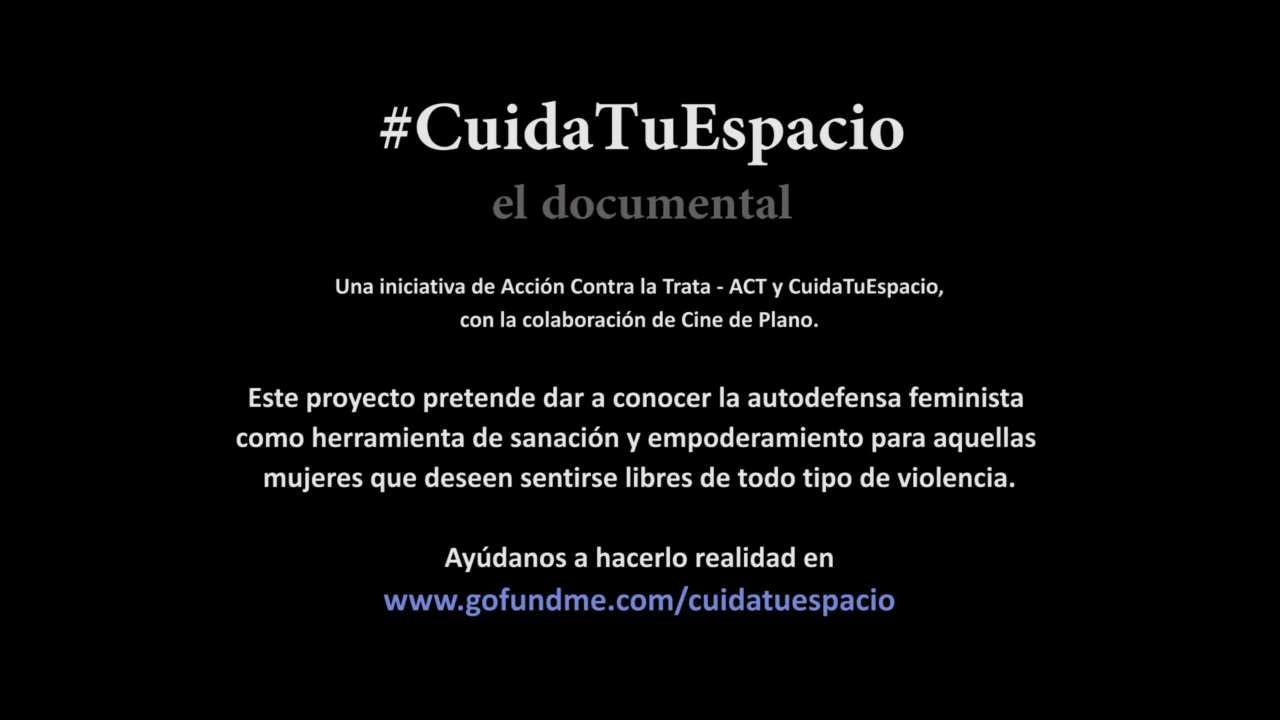 #CuidaTuEspacio
el documental
Una iniciativa de Acción Contra la Trata - ACT y CuidaTuEspacio,
con la colaboración de Cine de Plano.
Este proyecto pretende dar a conocer la autodefensa feminista
como herramienta de sanación y empoderamiento para aquellas
mujeres que deseen sentirse libres de todo tipo de violencia.
Ayúdanos a hacerlo realidad en
www.gofundme.com/cuidatuespacio